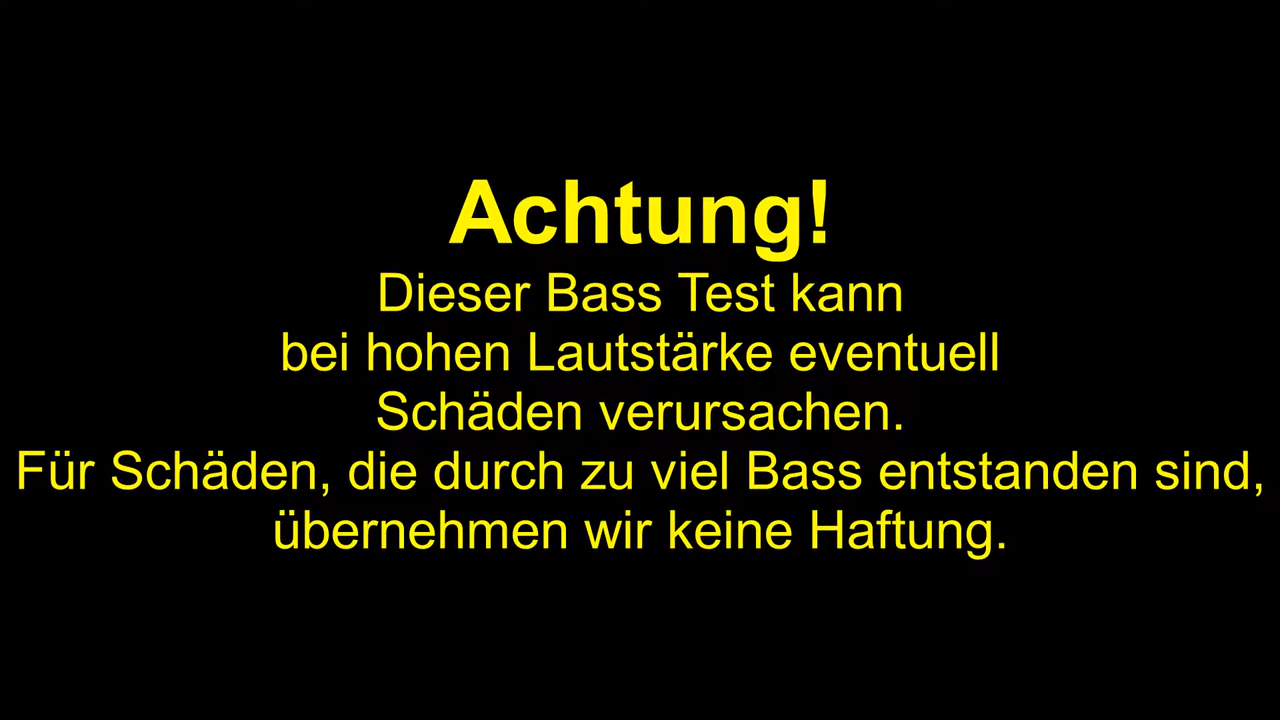 Achtung!
Dieser Bass Test kann
bei hohen Lautstärke eventuell
Schäden verursachen.
Für Schäden, die durch zu viel Bass entstanden sind,
übernehmen wir keine Haftung.